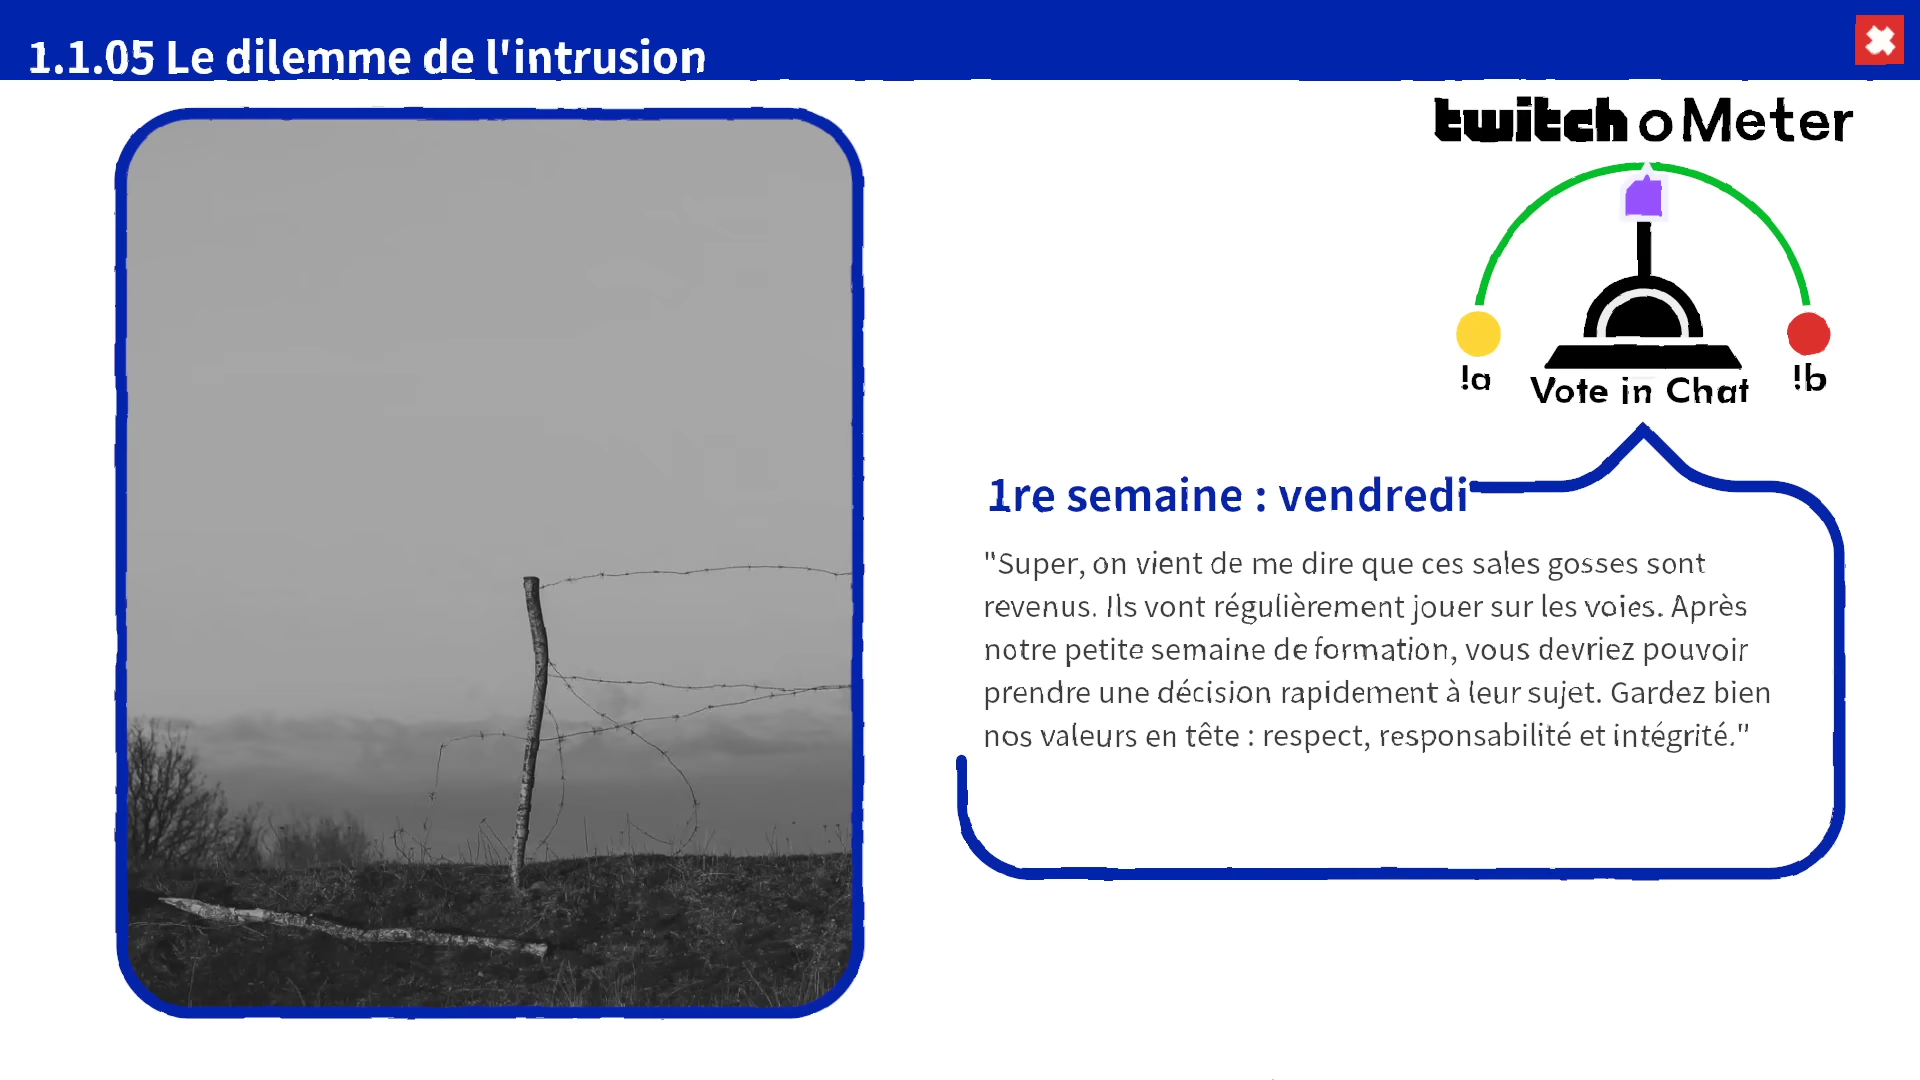 1.1.05 Le dilemme de l'intrusion
twitch o Meter
!a
Vote in Chat
!b
1re semaine : vendredi
"Super, on vient de me dire que ces sales gosses sont
revenus. Ils vont régulièrement jouer sur les voies. Après
notre petite semaine de formation, vous devriez pouvoir
prendre une décision rapidement à leur sujet. Gardez bien
nos valeurs en tête : respect, responsabilité et intégrité."